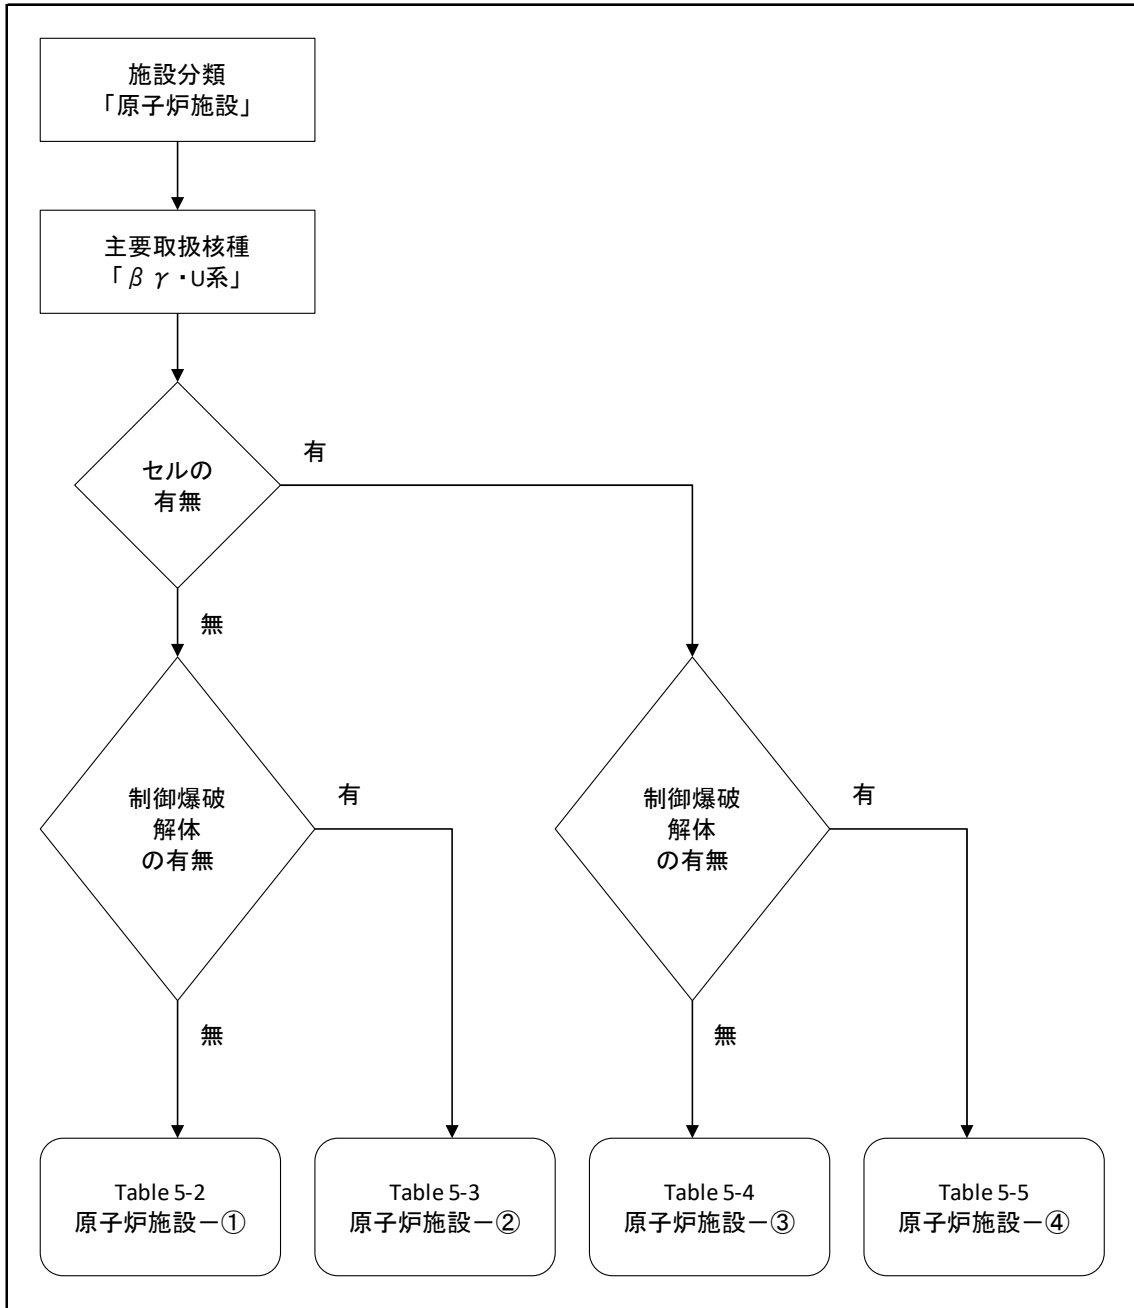 施設分類
「原子炉施設」
主要取扱核種
「βγ・U系」
セルの
有無
有
無
制御爆破
解体
の有無
有
無
制御爆破
解体
の有無
有
無
Table 5-2
原子炉施設－①
Table 5-3
原子炉施設－②
Table 5-4
原子炉施設－③
Table 5-5
原子炉施設－④